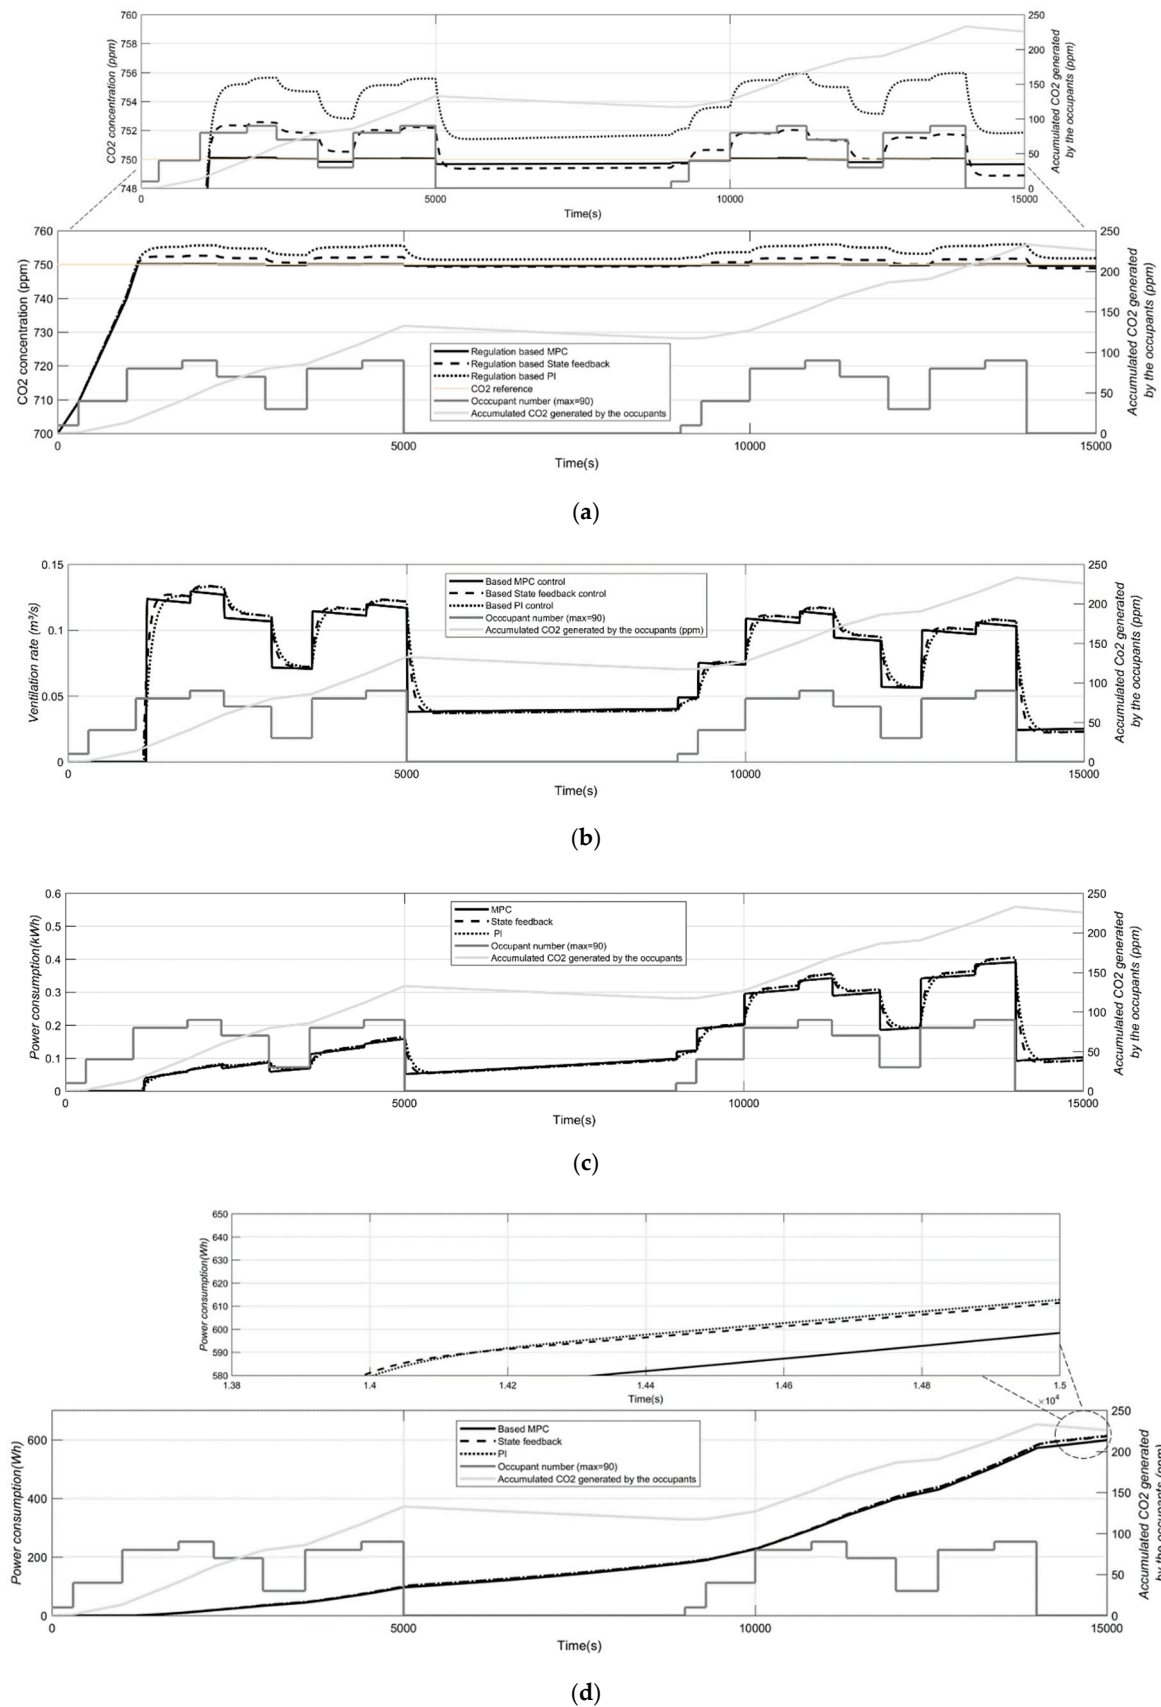 760
758
756
754
752
750
748
CO2 concentration (ppm)
0
5000
10000
15000
Time(s)
250
200
150
100
50
0
Accumulated CO2 generated
by the occupants (ppm)
760
750
740
730
720
710
700
CO2 concentration (ppm)
Regulation based MPC
Regulation based State feedback
Regulation based PI
CO2 reference
Occcupant number (max=90)
Accumulated CO2 generated by the occupants
0
5000
10000
15000
Time(s)
250
200
150
100
50
0
Accumulated CO2 generated
by the occupants (ppm)
(a)
0.15
0.1
0.05
0
Ventilation rate (m³/s)
Based MPC control
Based State feedback control
Based PI control
Occcupant number (max=90)
Accumulated CO2 generated by the occupants (ppm)
0
5000
10000
15000
Time(s)
250
200
150
100
50
0
Accumulated Co2 generated
by the occupants (ppm)
(b)
0.6
0.5
0.4
0.3
0.2
0.1
0
Power consumption(kWh)
MPC
State feedback
PI
Occupant number (max=90)
Accumulated CO2 generated by the occupants
0
5000
10000
15000
Time(s)
250
200
150
100
50
0
Accumulated CO2 generated
by the occupants (ppm)
(c)
650
640
630
620
610
600
590
580
Power consumption(Wh)
1.38
1.4
1.42
1.44
1.46
1.48
1.5
×10⁴
Time(s)
600
400
200
0
Power consumption(Wh)
Based MPC
State feedback
PI
Occupant number (max=90)
Accumulated CO2 generated by the occupants
0
5000
10000
15000
Time(s)
250
200
150
100
50
0
Accumulated CO2 generated
by the occupants (ppm)
(d)